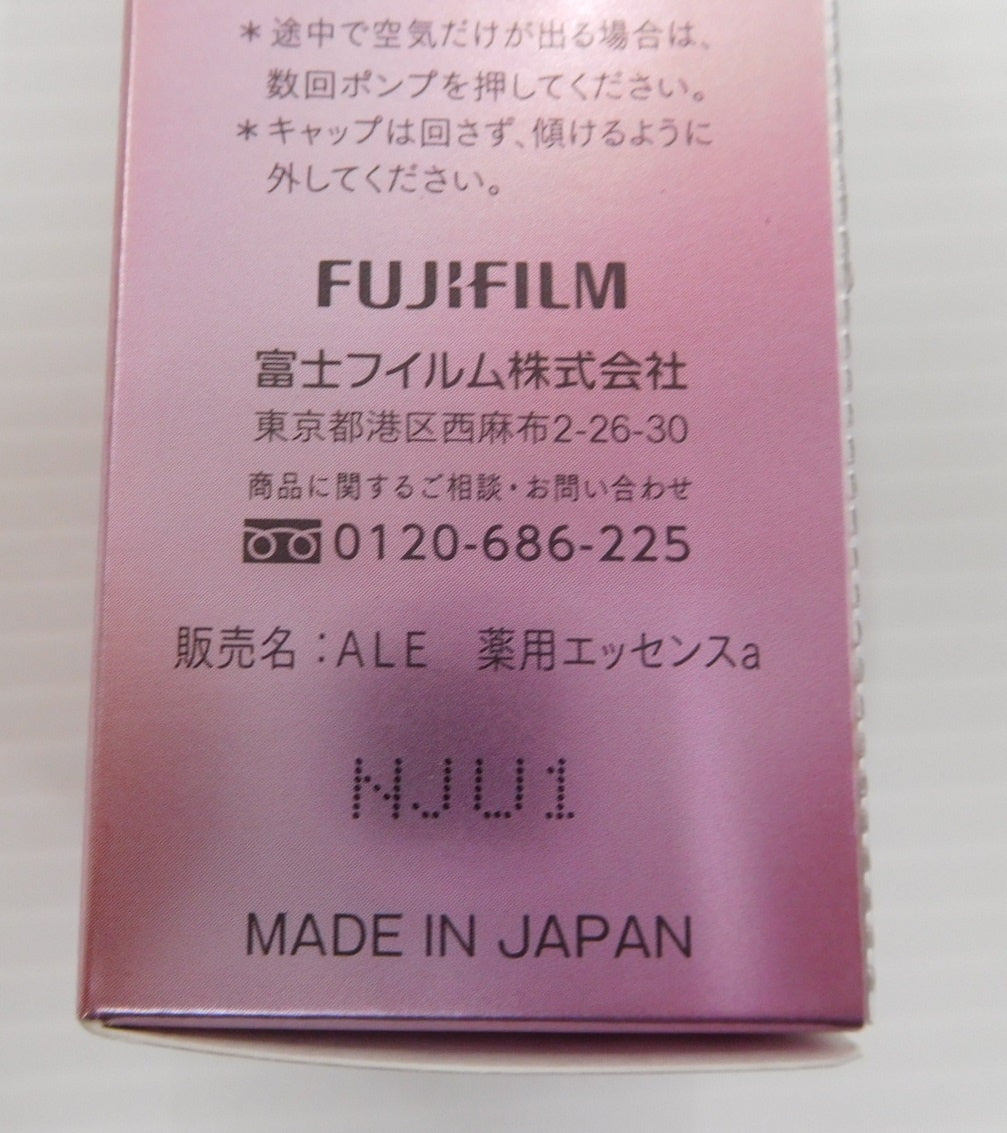 ＊途中で空気だけが出る場合は、
数回ポンプを押してください。
＊キャップは回さず、傾けるように
外してください。
FUJIFILM
富士フイルム株式会社
東京都港区西麻布2-26-30
商品に関するご相談・お問い合わせ
0120-686-225
販売名：ALE　薬用エッセンスa
NJU1
MADE IN JAPAN